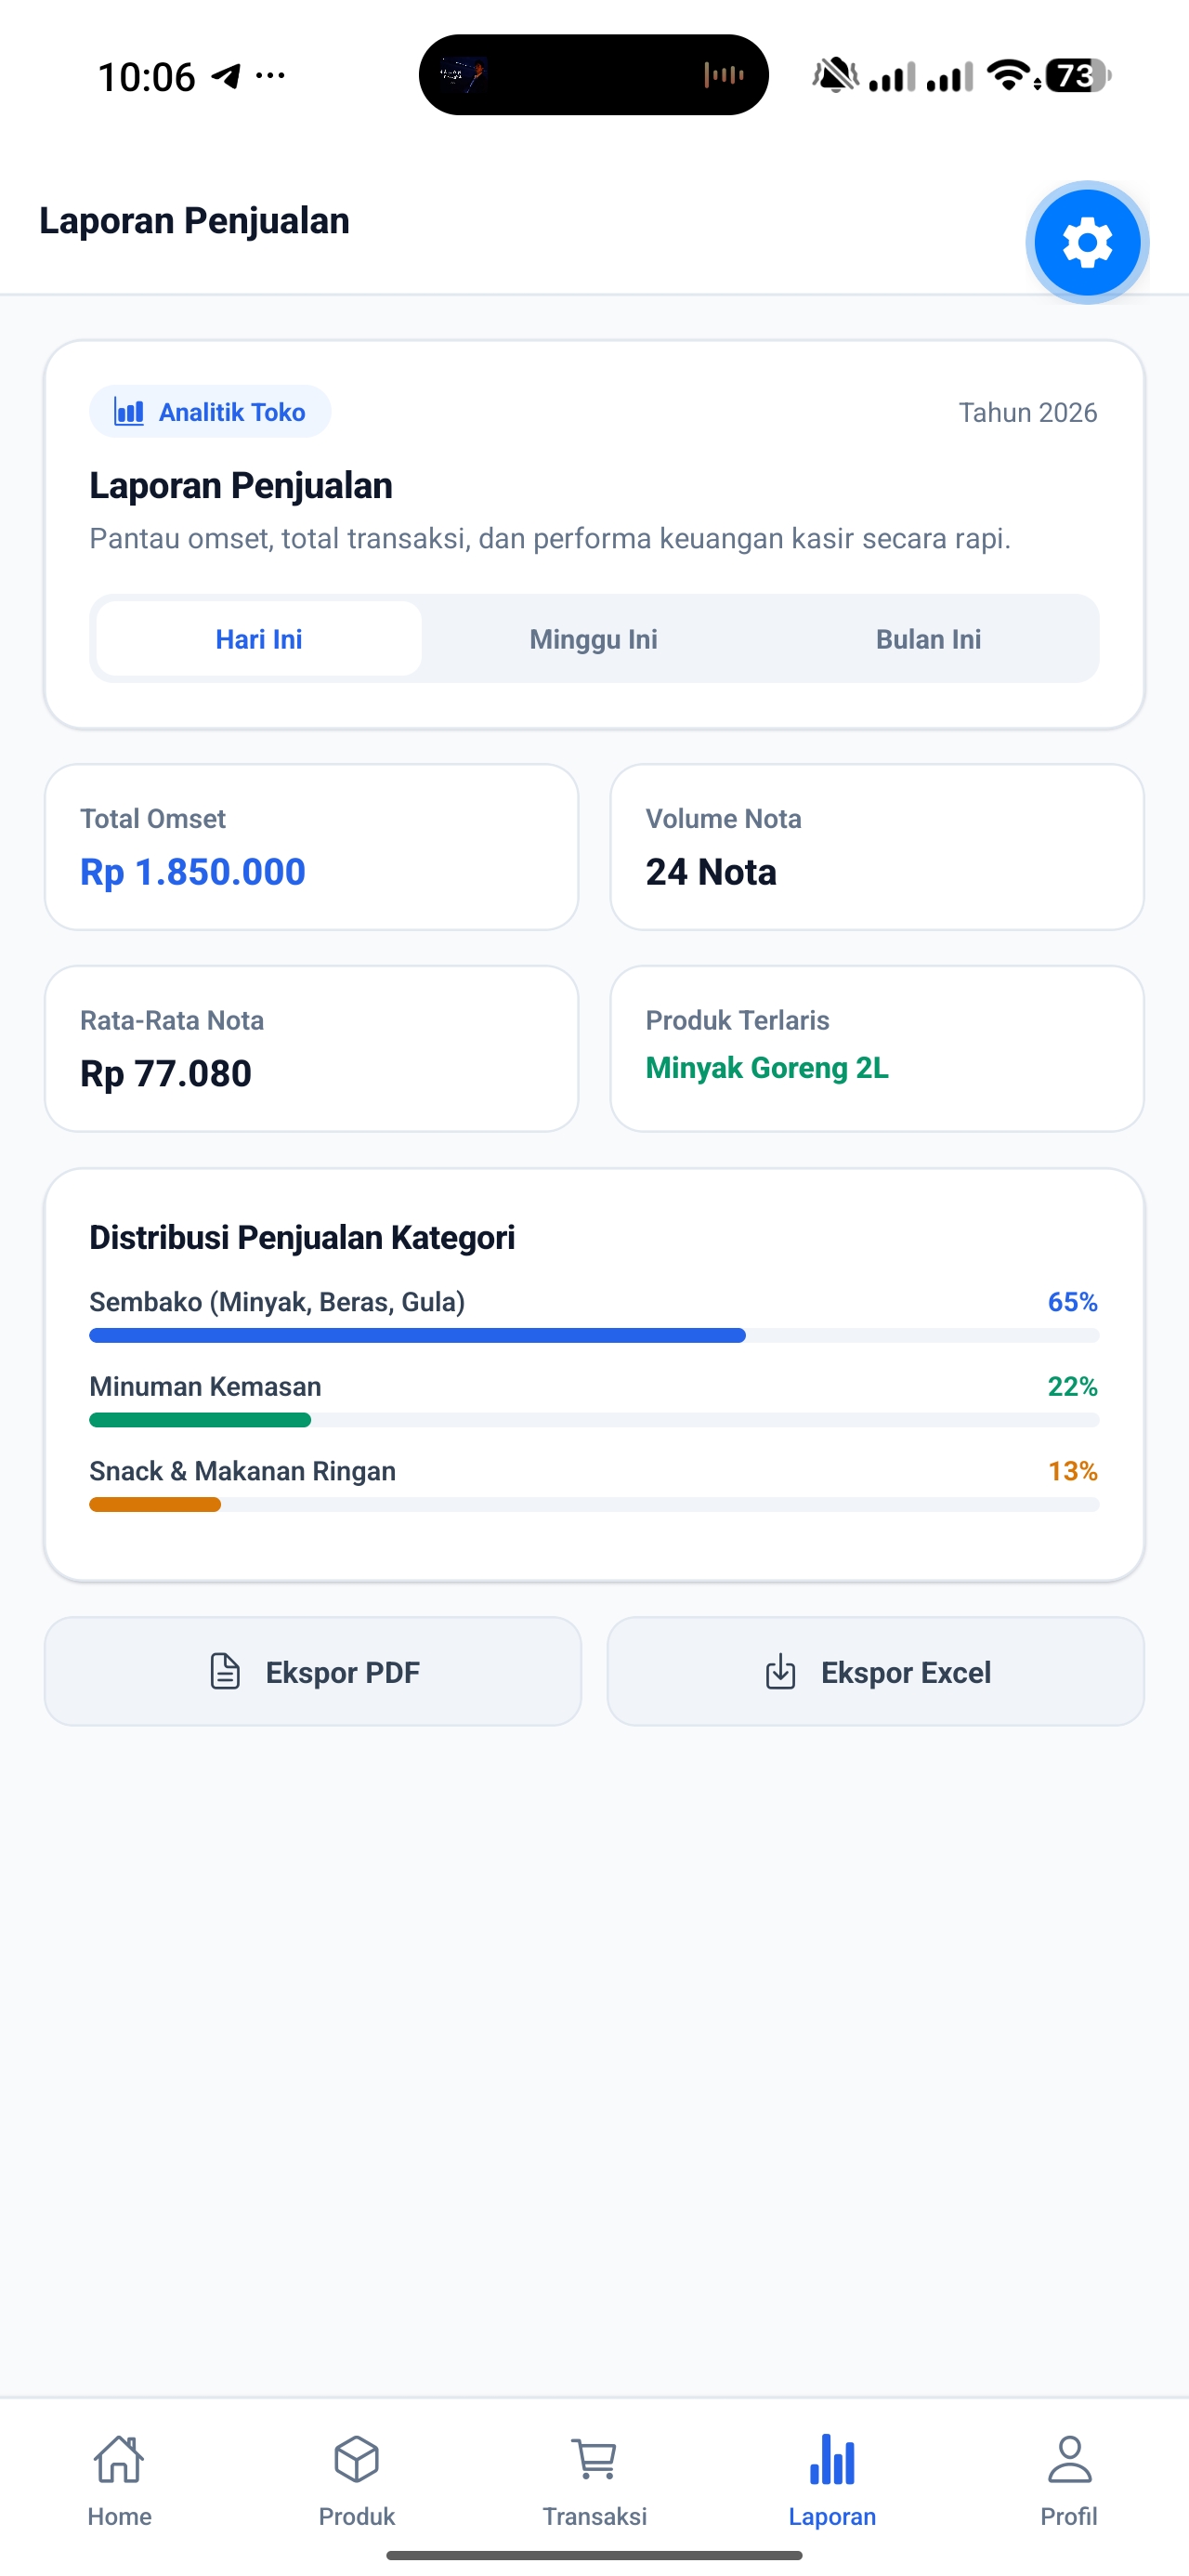 10:06
73
Laporan Penjualan
Analitik Toko
Tahun 2026
Laporan Penjualan
Pantau omset, total transaksi, dan performa keuangan kasir secara rapi.
Hari Ini
Minggu Ini
Bulan Ini
Total Omset
Rp 1.850.000
Volume Nota
24 Nota
Rata-Rata Nota
Rp 77.080
Produk Terlaris
Minyak Goreng 2L
Distribusi Penjualan Kategori
Sembako (Minyak, Beras, Gula)
65%
Minuman Kemasan
22%
Snack & Makanan Ringan
13%
Ekspor PDF
Ekspor Excel
Home
Produk
Transaksi
Laporan
Profil